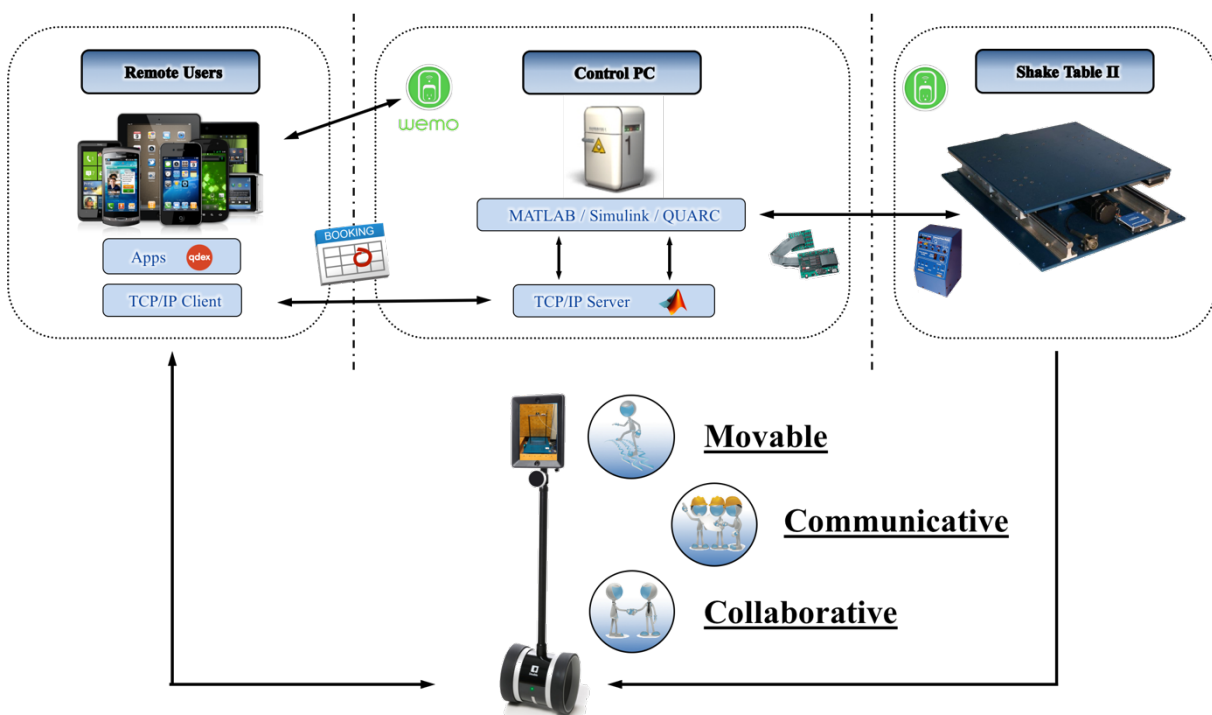 Remote Users
Control PC
Shake Table II
wemo
1
MATLAB / Simulink / QUARC
BOOKING
Apps
qdex
TCP/IP Client
TCP/IP Server
Movable
Communicative
Collaborative